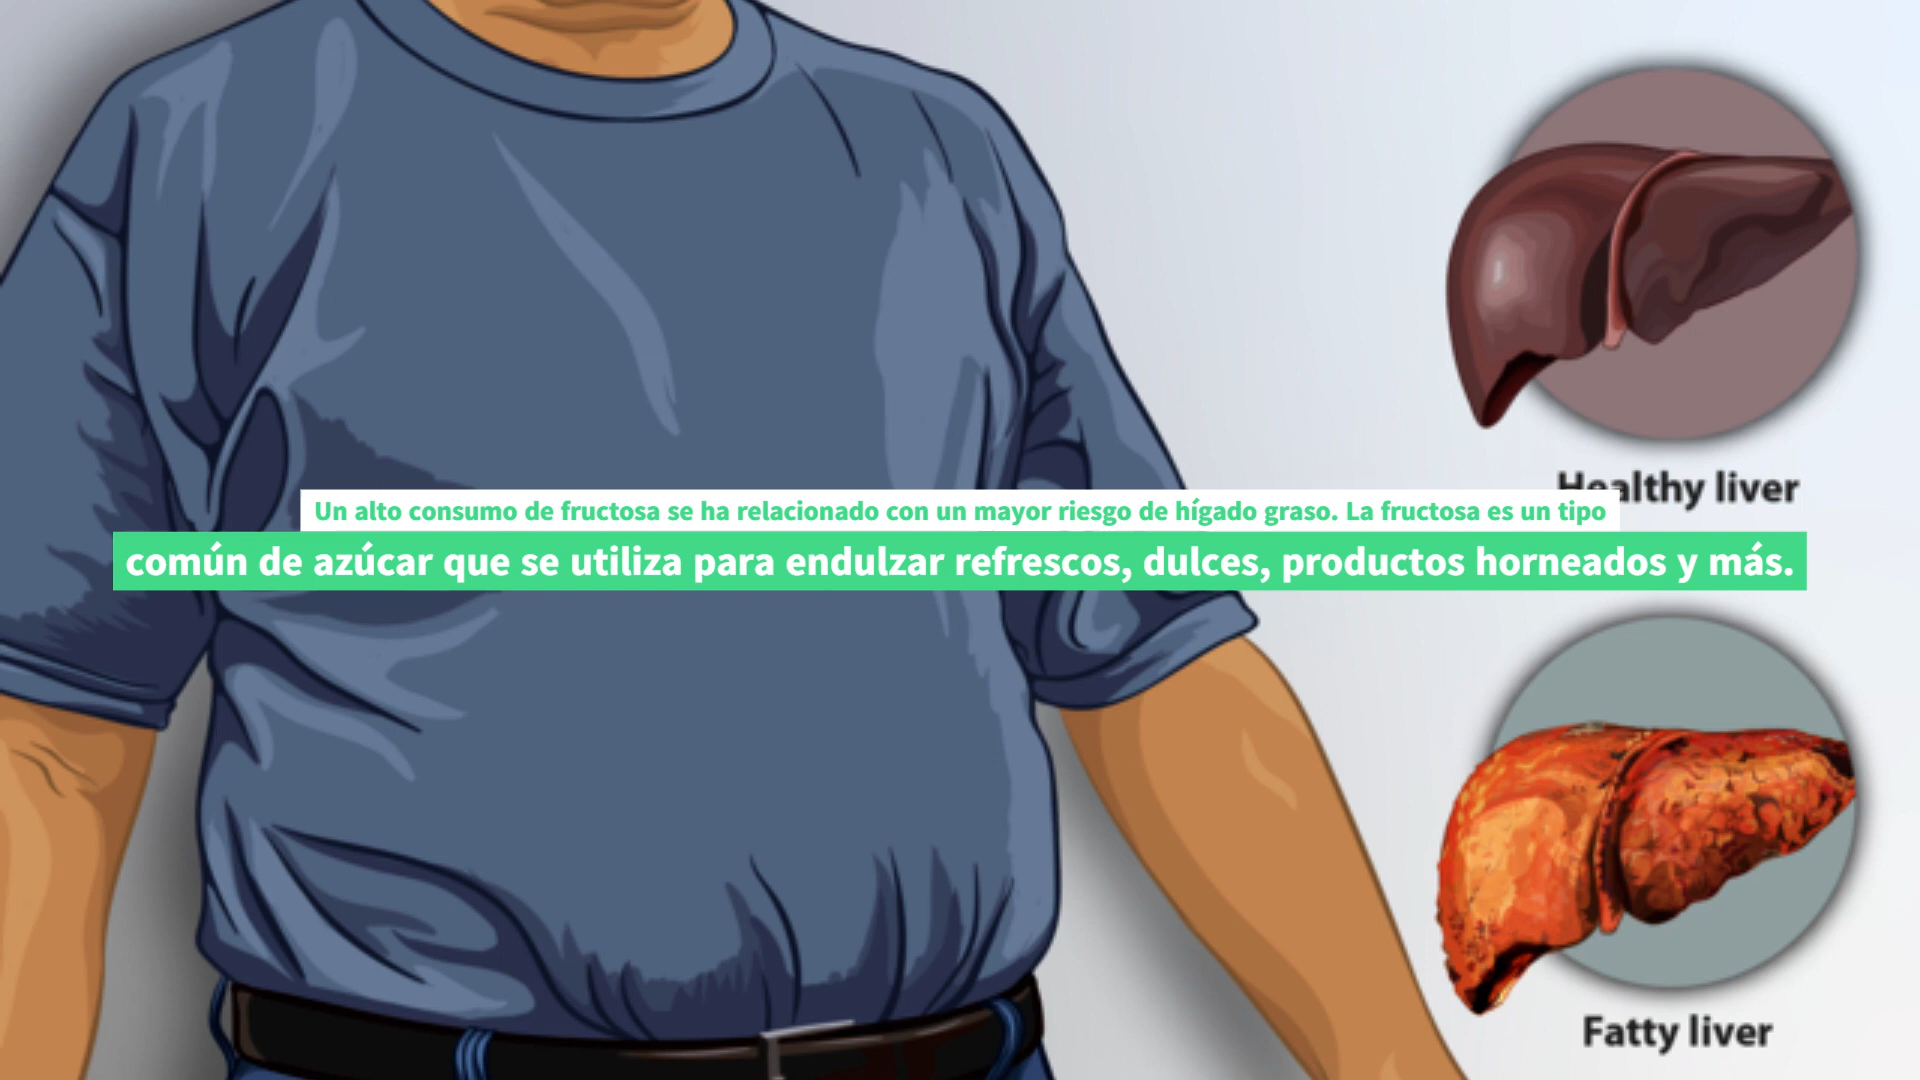 Healthy liver
Un alto consumo de fructosa se ha relacionado con un mayor riesgo de hígado graso. La fructosa es un tipo
común de azúcar que se utiliza para endulzar refrescos, dulces, productos horneados y más.
Fatty liver